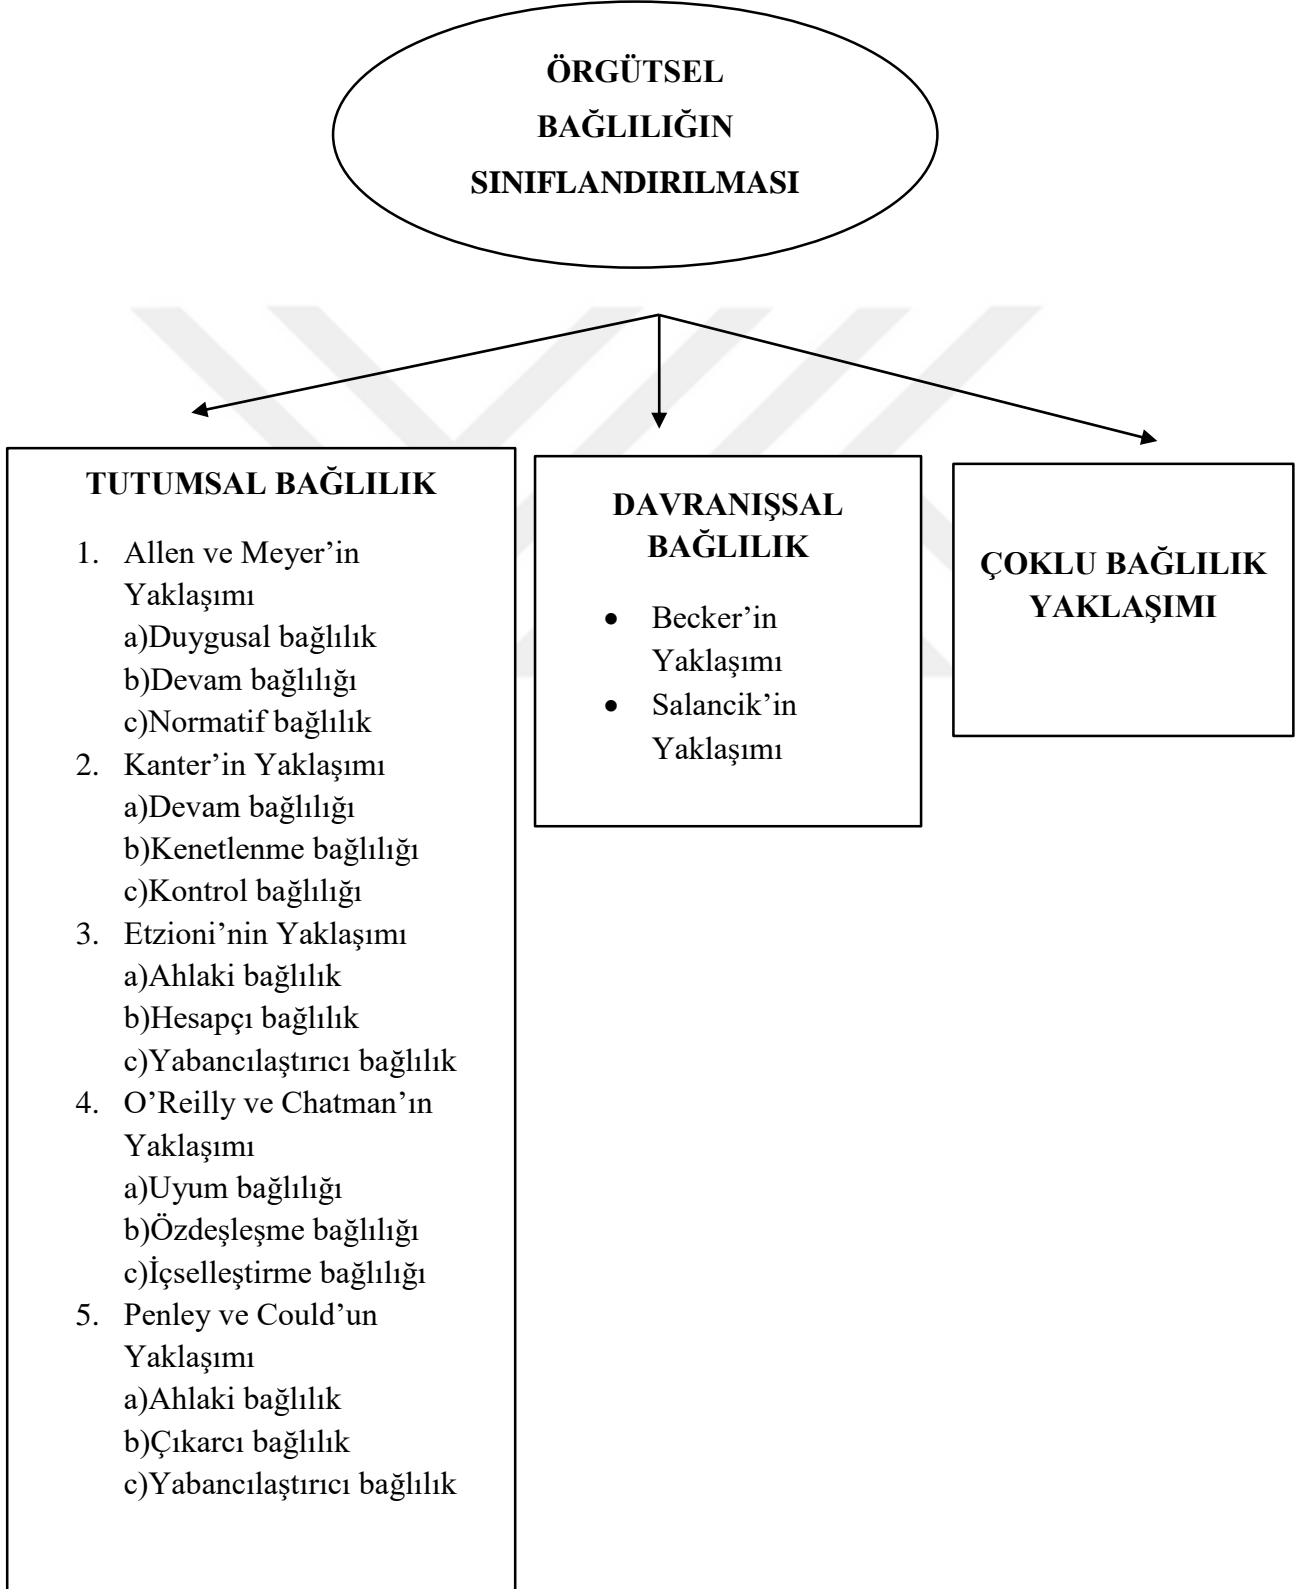 ÖRGÜTSEL
BAĞLILIĞIN
SINIFLANDIRILMASI
TUTUMSAL BAĞLILIK
1. Allen ve Meyer’in
Yaklaşımı
a)Duygusal bağlılık
b)Devam bağlılığı
c)Normatif bağlılık
2. Kanter’in Yaklaşımı
a)Devam bağlılığı
b)Kenetlenme bağlılığı
c)Kontrol bağlılığı
3. Etzioni’nin Yaklaşımı
a)Ahlaki bağlılık
b)Hesapçı bağlılık
c)Yabancılaştırıcı bağlılık
4. O’Reilly ve Chatman’ın
Yaklaşımı
a)Uyum bağlılığı
b)Özdeşleşme bağlılığı
c)İçselleştirme bağlılığı
5. Penley ve Could’un
Yaklaşımı
a)Ahlaki bağlılık
b)Çıkarcı bağlılık
c)Yabancılaştırıcı bağlılık
DAVRANIŞSAL
BAĞLILIK
• Becker’in
Yaklaşımı
• Salancik’in
Yaklaşımı
ÇOKLU BAĞLILIK
YAKLAŞIMI